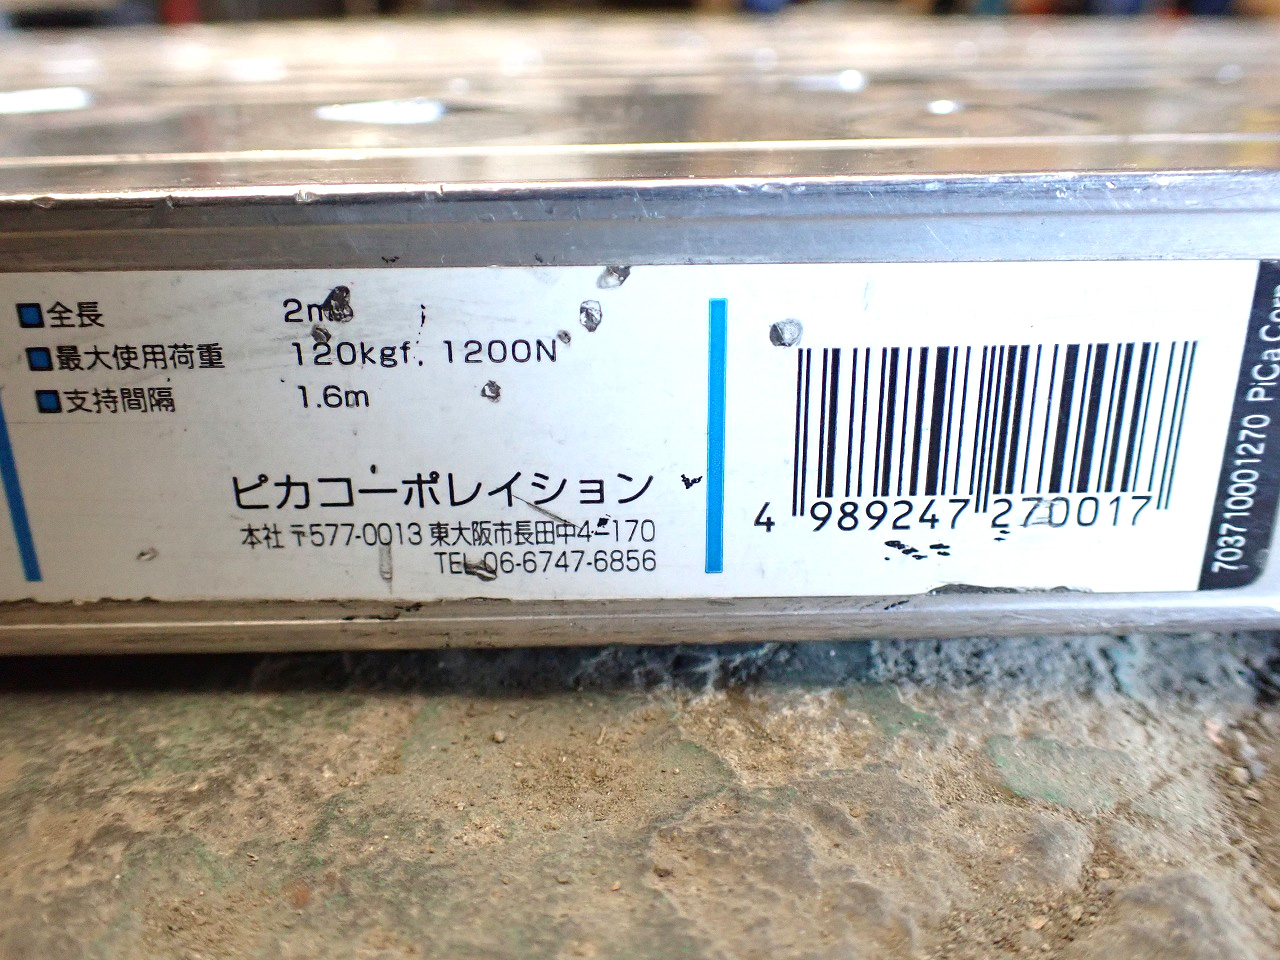 ■全長 2m
■最大使用荷重 120kgf, 1200N
■支持間隔 1.6m
ピカコーポレイション
本社 〒577-0013 東大阪市長田中4-170
TEL 06-6747-6856
4 989247 270017
703710001270 PiCa Corp